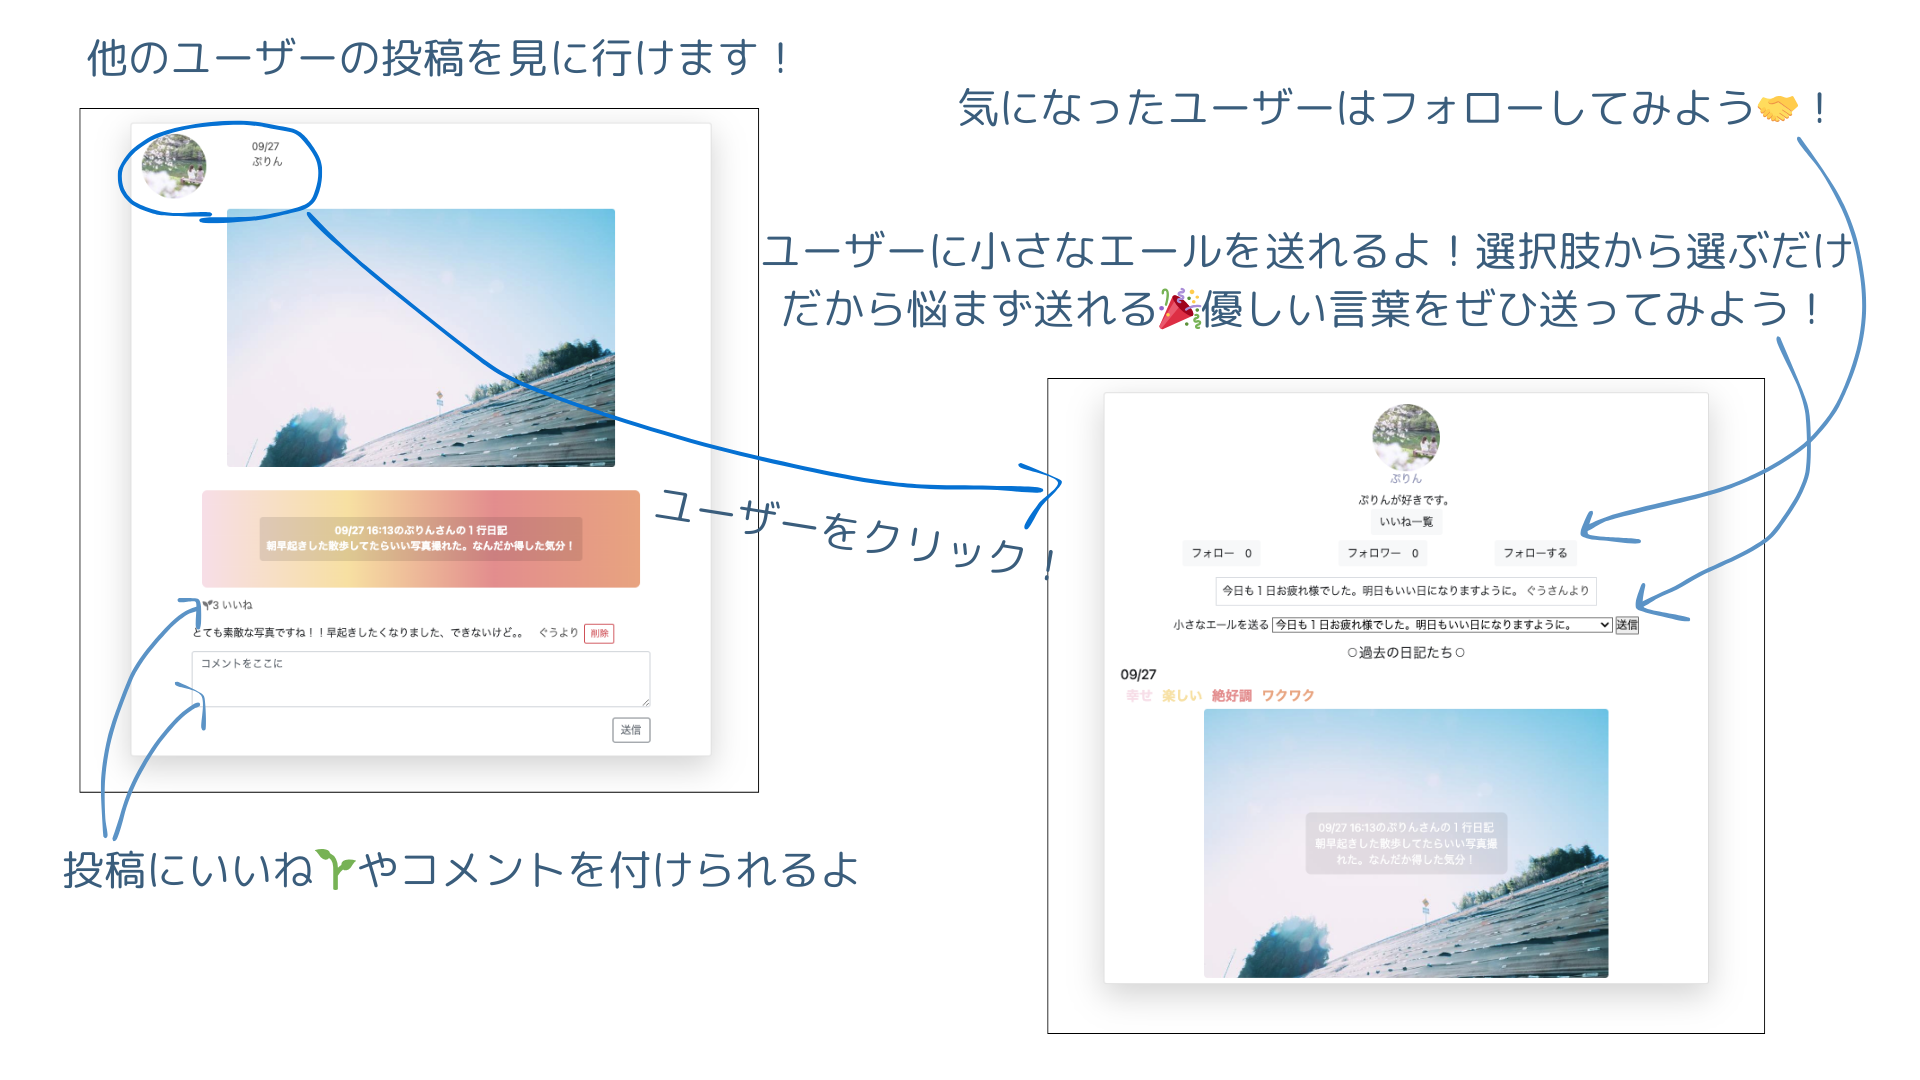 他のユーザーの投稿を見に行けます！
気になったユーザーはフォローしてみよう🤝！
ユーザーに小さなエールを送れるよ！選択肢から選ぶだけ
だから悩まず送れる🎉優しい言葉をぜひ送ってみよう！
09/27
ぷりん
09/27 16:13のぷりんさんの１行日記
朝早起きした散歩してたらいい写真撮れた。なんだか得した気分！
3 いいね
とても素敵な写真ですね！！早起きしたくなりました、できないけど。。 ぐうより 削除
コメントをここに
送信
ユーザーをクリック！
投稿にいいね🌱やコメントを付けられるよ
ぷりん
ぷりんが好きです。
いいね一覧
フォロー 0 フォロワー 0 フォローする
今日も１日お疲れ様でした。明日もいい日になりますように。 ぐうさんより
小さなエールを送る 今日も１日お疲れ様でした。明日もいい日になりますように。 送信
○過去の日記たち○
09/27
幸せ 楽しい 絶好調 ワクワク
09/27 16:13のぷりんさんの１行日記
朝早起きした散歩してたらいい写真撮
れた。なんだか得した気分！